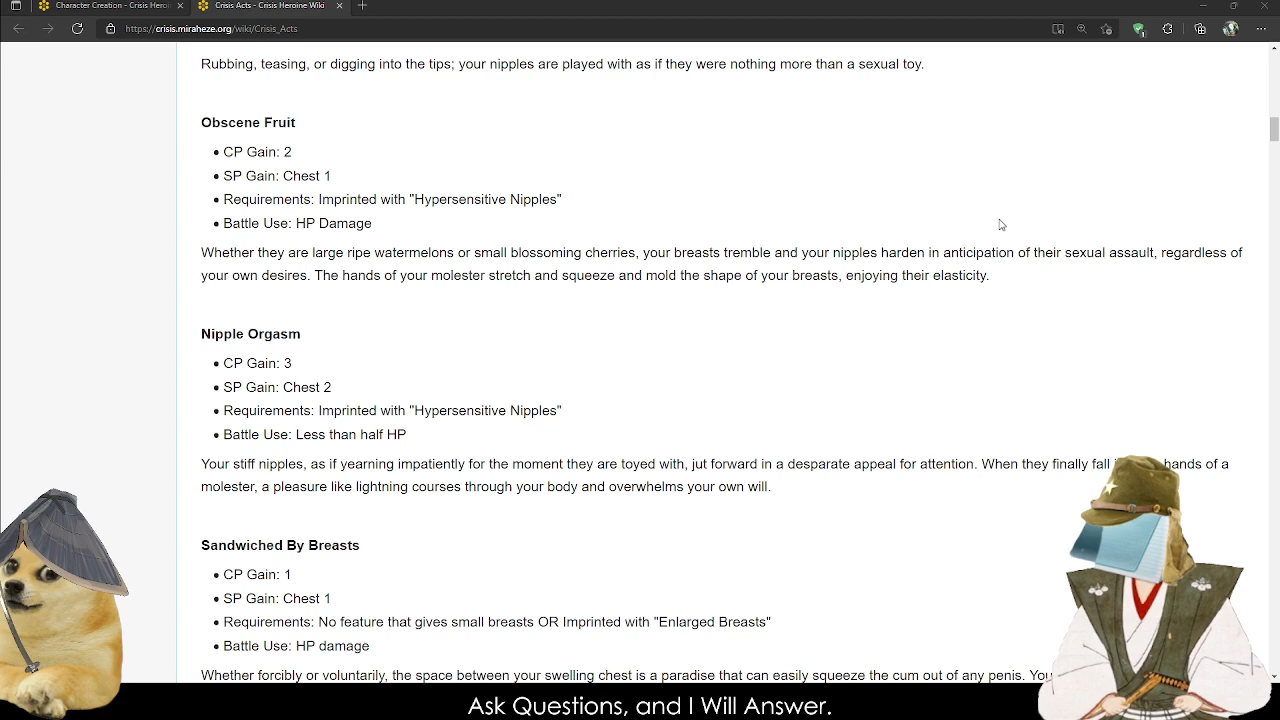 Character Creation - Crisis Heroi
Crisis Acts - Crisis Heroine Wiki
https://crisis.miraheze.org/wiki/Crisis_Acts
Rubbing, teasing, or digging into the tips; your nipples are played with as if they were nothing more than a sexual toy.
Obscene Fruit
• CP Gain: 2
• SP Gain: Chest 1
• Requirements: Imprinted with "Hypersensitive Nipples"
• Battle Use: HP Damage
Whether they are large ripe watermelons or small blossoming cherries, your breasts tremble and your nipples harden in anticipation of their sexual assault, regardless of
your own desires. The hands of your molester stretch and squeeze and mold the shape of your breasts, enjoying their elasticity.
Nipple Orgasm
• CP Gain: 3
• SP Gain: Chest 2
• Requirements: Imprinted with "Hypersensitive Nipples"
• Battle Use: Less than half HP
Your stiff nipples, as if yearning impatiently for the moment they are toyed with, jut forward in a desparate appeal for attention. When they finally fall hands of a
molester, a pleasure like lightning courses through your body and overwhelms your own will.
Sandwiched By Breasts
• CP Gain: 1
• SP Gain: Chest 1
• Requirements: No feature that gives small breasts OR Imprinted with "Enlarged Breasts"
• Battle Use: HP damage
Whether forcibly or voluntarily, the space between your swelling chest is a paradise that can easily squeeze the cum out of any penis.
Ask Questions, and I Will Answer.